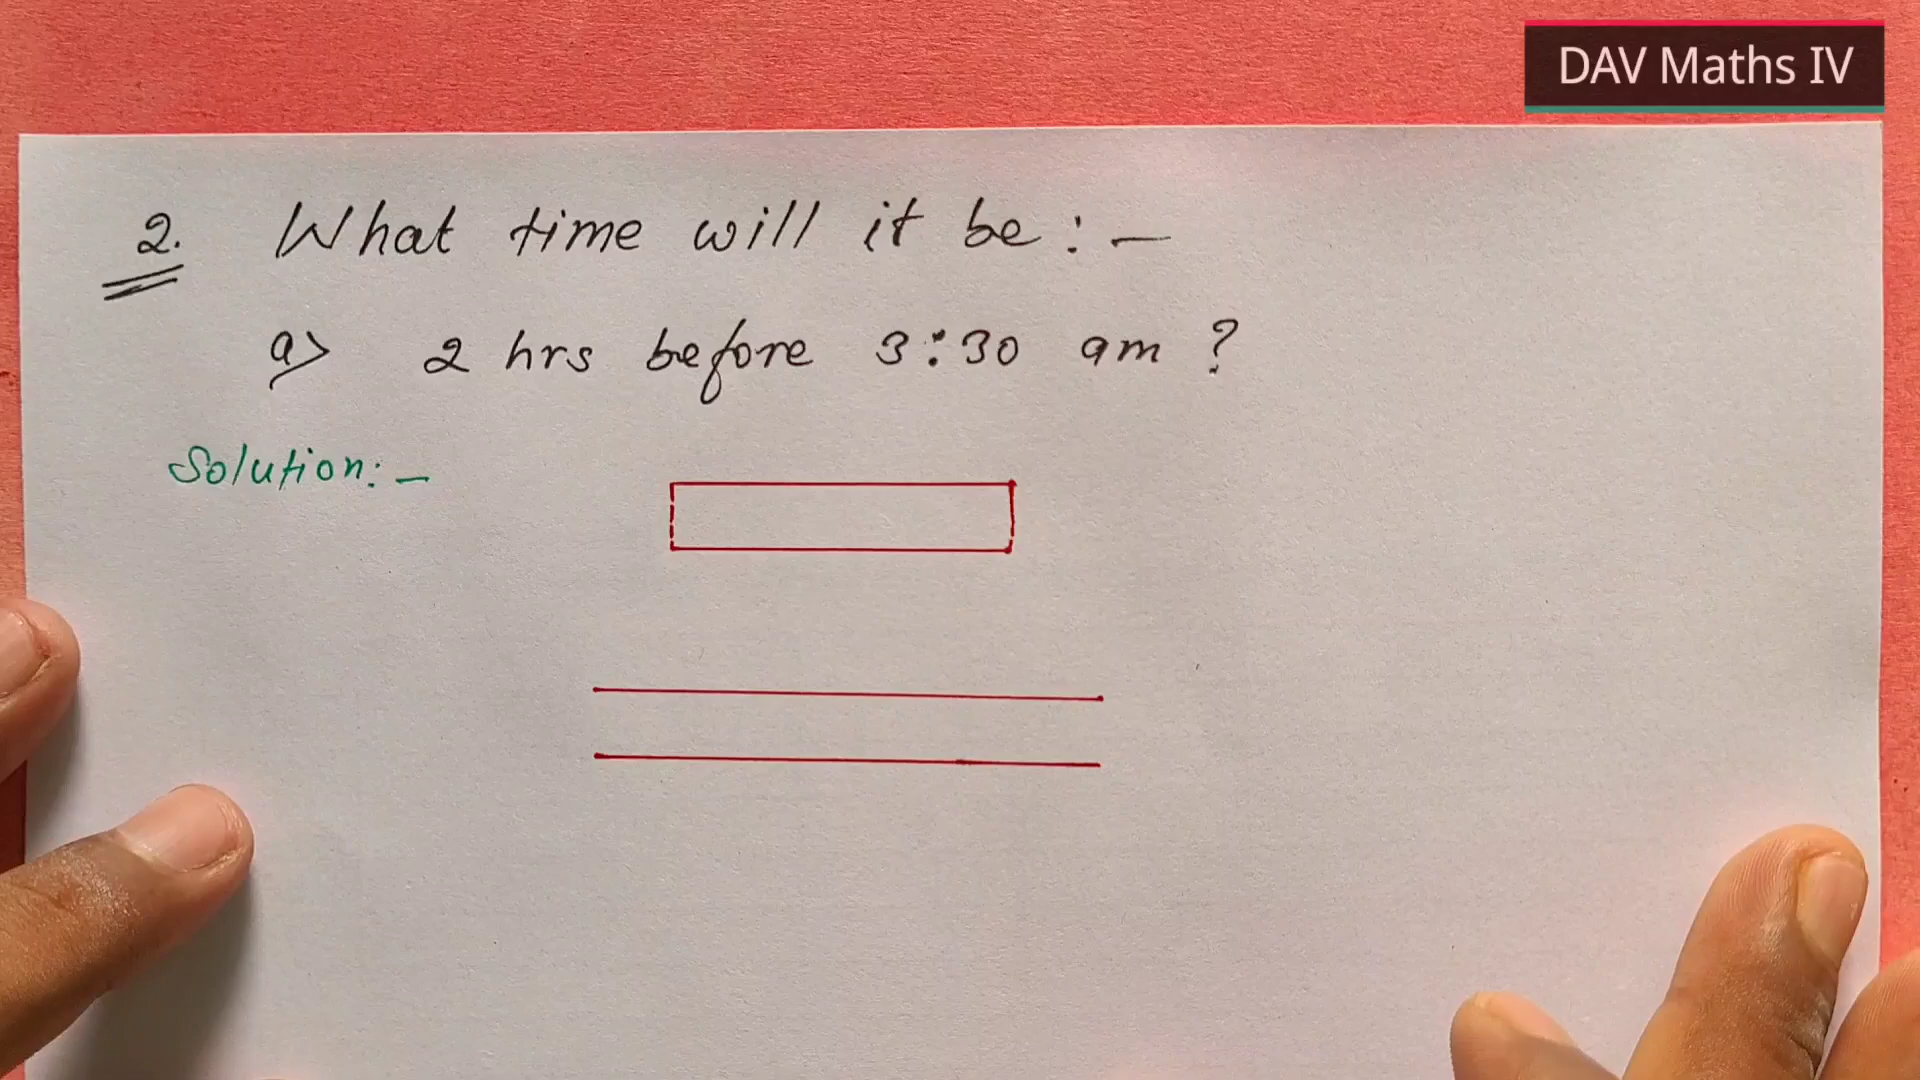 DAV Maths IV
2. What time will it be:-
a> 2 hrs before 3:30 am ?
Solution:-